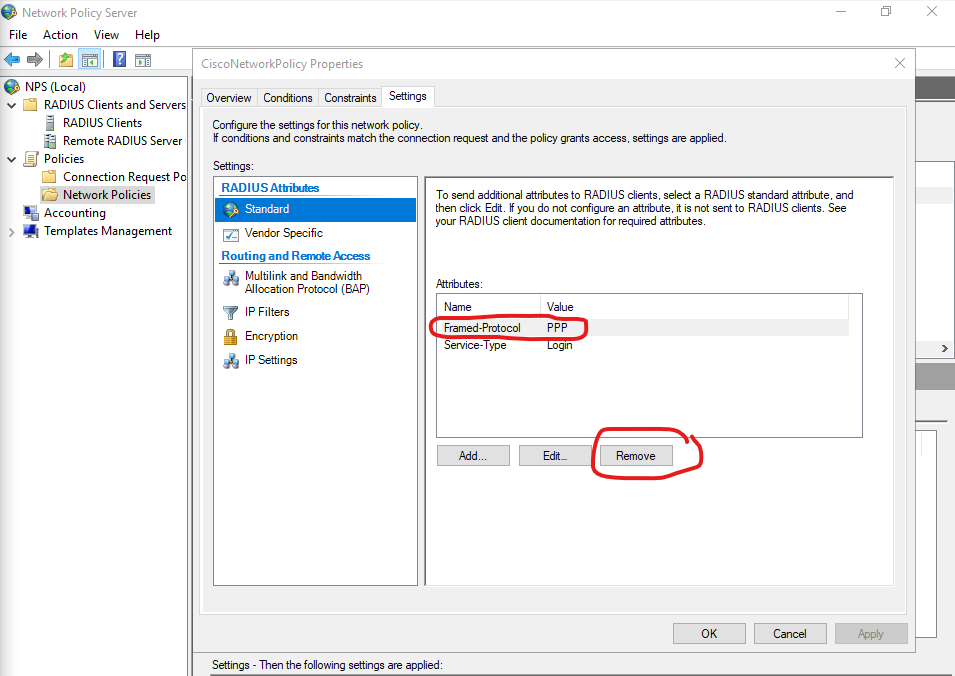 Network Policy Server
File Action View Help
CiscoNetworkPolicy Properties
NPS (Local)
RADIUS Clients and Servers
RADIUS Clients
Remote RADIUS Server
Policies
Connection Request Po
Network Policies
Accounting
Templates Management
Overview Conditions Constraints Settings
Configure the settings for this network policy.
If conditions and constraints match the connection request and the policy grants access, settings are applied.
Settings:
RADIUS Attributes
Standard
Vendor Specific
Routing and Remote Access
Multilink and Bandwidth
Allocation Protocol (BAP)
IP Filters
Encryption
IP Settings
To send additional attributes to RADIUS clients, select a RADIUS standard attribute, and
then click Edit. If you do not configure an attribute, it is not sent to RADIUS clients. See
your RADIUS client documentation for required attributes.
Attributes:
Name Value
Framed-Protocol PPP
Service-Type Login
Add... Edit... Remove
OK Cancel Apply
Settings - Then the following settings are applied: